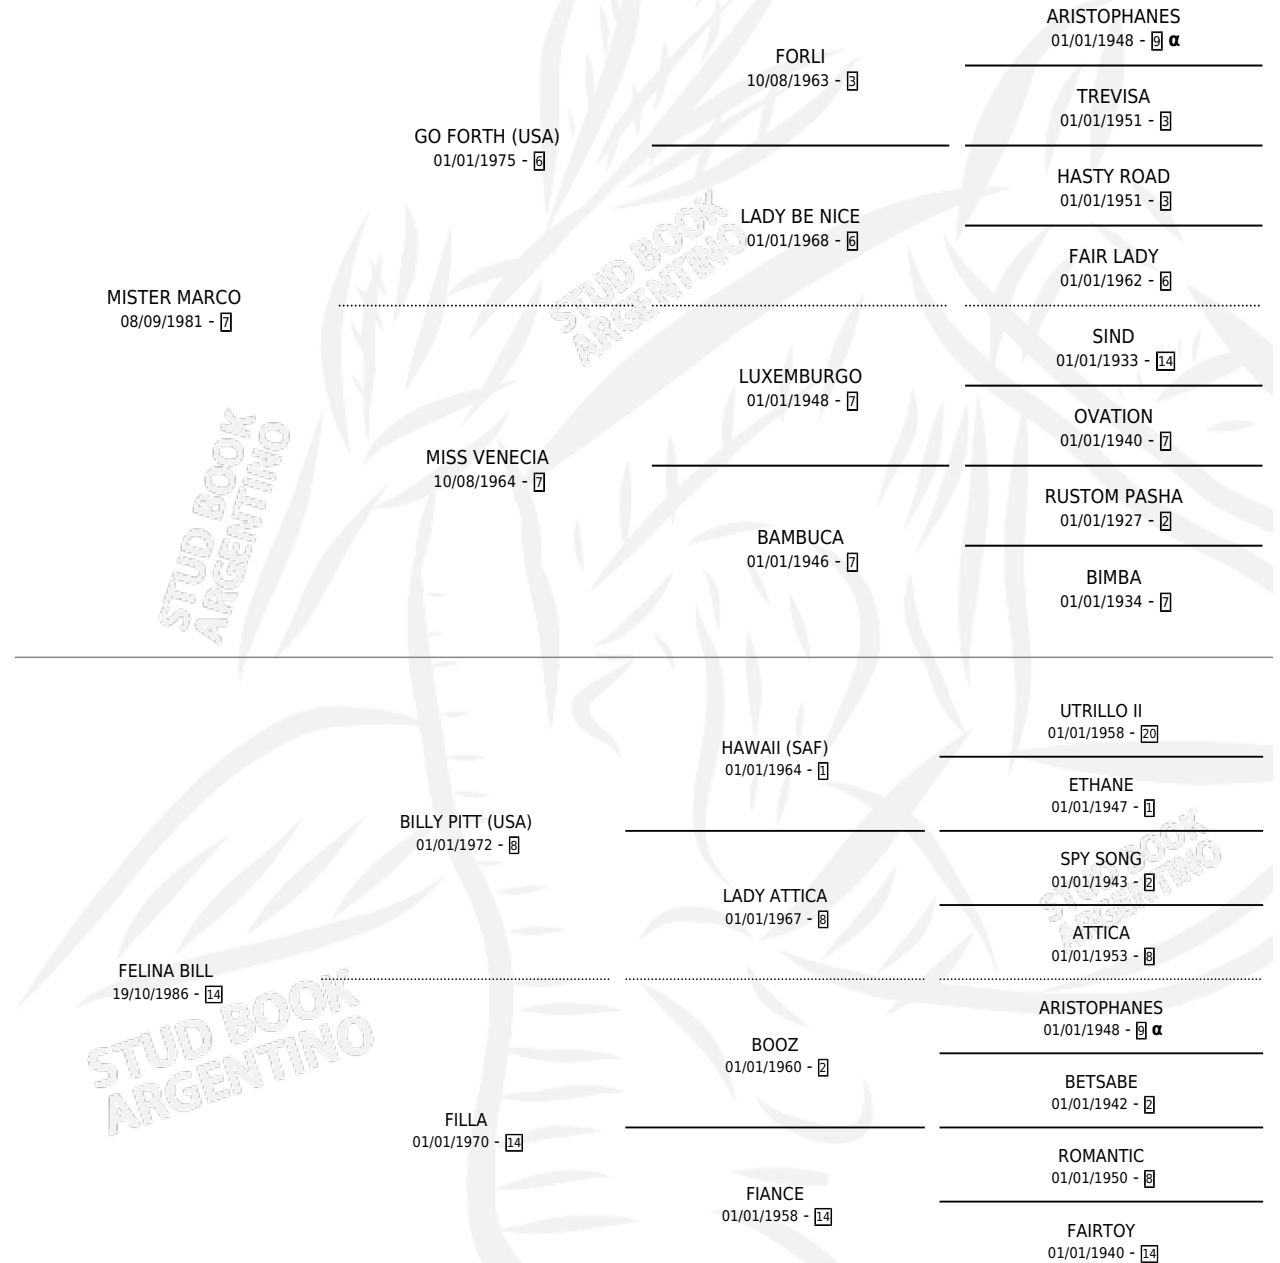 ARISTOPHANES
01/01/1948 - 9 α
FORLI
10/08/1963 - 3
TREVISA
01/01/1951 - 3
GO FORTH (USA)
01/01/1975 - 6
HASTY ROAD
01/01/1951 - 3
LADY BE NICE
01/01/1968 - 6
FAIR LADY
01/01/1962 - 6
MISTER MARCO
08/09/1981 - 7
SIND
01/01/1933 - 14
LUXEMBURGO
01/01/1948 - 7
OVATION
01/01/1940 - 7
MISS VENECIA
10/08/1964 - 7
RUSTOM PASHA
01/01/1927 - 2
BAMBUCA
01/01/1946 - 7
BIMBA
01/01/1934 - 7
UTRILLO II
01/01/1958 - 20
HAWAII (SAF)
01/01/1964 - 1
ETHANE
01/01/1947 - 1
BILLY PITT (USA)
01/01/1972 - 8
SPY SONG
01/01/1943 - 2
LADY ATTICA
01/01/1967 - 8
ATTICA
01/01/1953 - 8
FELINA BILL
19/10/1986 - 14
ARISTOPHANES
01/01/1948 - 9 α
BOOZ
01/01/1960 - 2
BETSABE
01/01/1942 - 2
FILLA
01/01/1970 - 14
ROMANTIC
01/01/1950 - 8
FIANCE
01/01/1958 - 14
FAIRTOY
01/01/1940 - 14
STUD BOOK
ARGENTINO
STUD BOOK
ARGENTINO
STUD BOOK
ARGENTINO
STUD BOOK
ARGENTINO